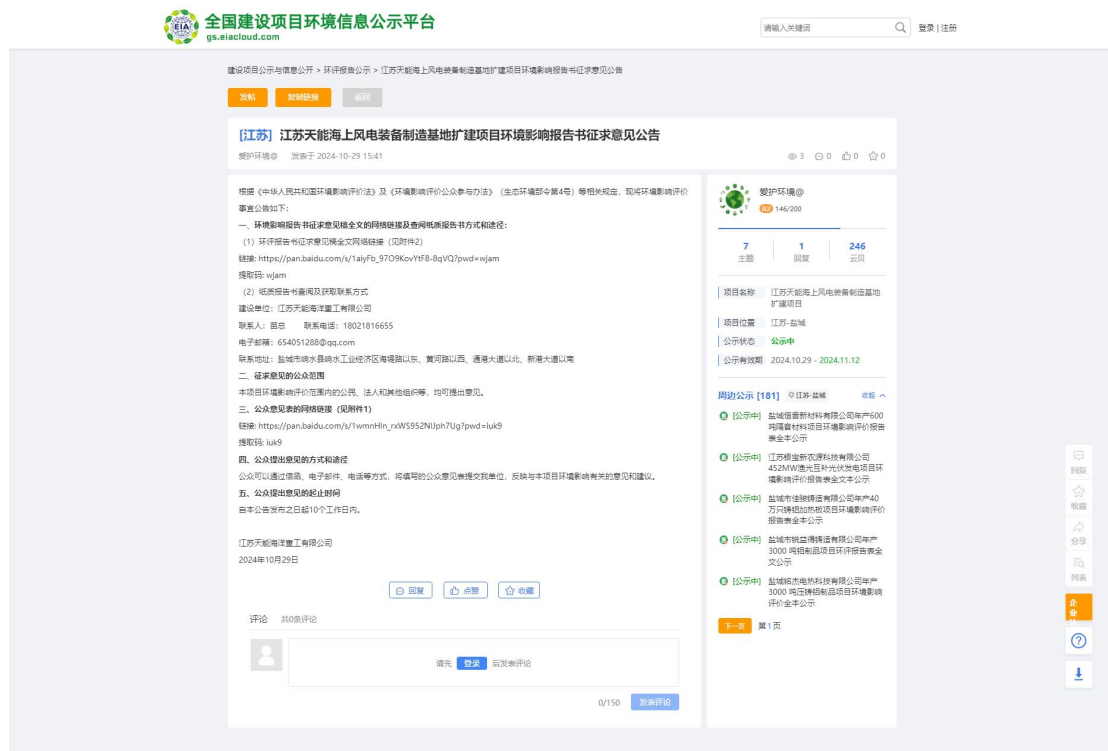 全国建设项目环境信息公示平台
gs.eiacloud.com
EIA
请输入关键词
登录 | 注册
建设项目公示与信息公开 > 环评报告公示 > 江苏天能海上风电装备制造基地扩建项目环境影响报告书征求意见公告
发帖 复制链接 返回
[江苏] 江苏天能海上风电装备制造基地扩建项目环境影响报告书征求意见公告
爱护环境@ 发表于 2024-10-29 15:41
3 0 0 0
根据《中华人民共和国环境影响评价法》及《环境影响评价公众参与办法》（生态环境部令第4号）等相关规定，现将环境影响评价
事宜公告如下：
一、环境影响报告书征求意见稿全文的网络链接及查阅纸质报告书方式和途径：
（1）环评报告书征求意见稿全文网络链接（见附件2）
链接: https://pan.baidu.com/s/1aiyFb_97O9KovYtF8-8qVQ?pwd=wjam
提取码: wjam
（2）纸质报告书查阅及获取联系方式
建设单位：江苏天能海洋重工有限公司
联系人：苗总 联系电话：18021816655
电子邮箱：654051288@qq.com
联系地址：盐城市响水县响水工业经济区海堤路以东、黄河路以西、通港大道以北、新港大道以南
二、征求意见的公众范围
本项目环境影响评价范围内的公民、法人和其他组织等，均可提出意见。
三、公众意见表的网络链接（见附件1）
链接: https://pan.baidu.com/s/1wmnHln_rxWS952NlJph7Ug?pwd=iuk9
提取码: iuk9
四、公众提出意见的方式和途径
公众可以通过信函、电子邮件、电话等方式，将填写的公众意见表提交我单位，反映与本项目环境影响有关的意见和建议。
五、公众提出意见的起止时间
自本公告发布之日起10个工作日内。
江苏天能海洋重工有限公司
2024年10月29日
回复 点赞 收藏
评论 共0条评论
请先 登录 后发表评论
0/150 发表评论
爱护环境@
146/200
7 1 246
主题 回复 云贝
项目名称 江苏天能海上风电装备制造基地
扩建项目
项目位置 江苏-盐城
公示状态 公示中
公示有效期 2024.10.29 - 2024.11.12
周边公示 [181] 江苏-盐城 收起
[公示中] 盐城恒音新材料有限公司年产600
吨隔音材料项目环境影响评价报告
表全本公示
[公示中] 江苏银宝新农源科技有限公司
452MW渔光互补光伏发电项目环
境影响评价报告表全文本公示
[公示中] 盐城市佳骏铸造有限公司年产40
万只铸铝加热板项目环境影响评价
报告表全本公示
[公示中] 盐城市锐益得铸造有限公司年产
3000 吨铝制品项目环评报告表全
文公示
[公示中] 盐城铭杰电热科技有限公司年产
3000 吨压铸铝制品项目环境影响
评价全本公示
下一页 第1页
回复
收藏
分享
列表
企
业